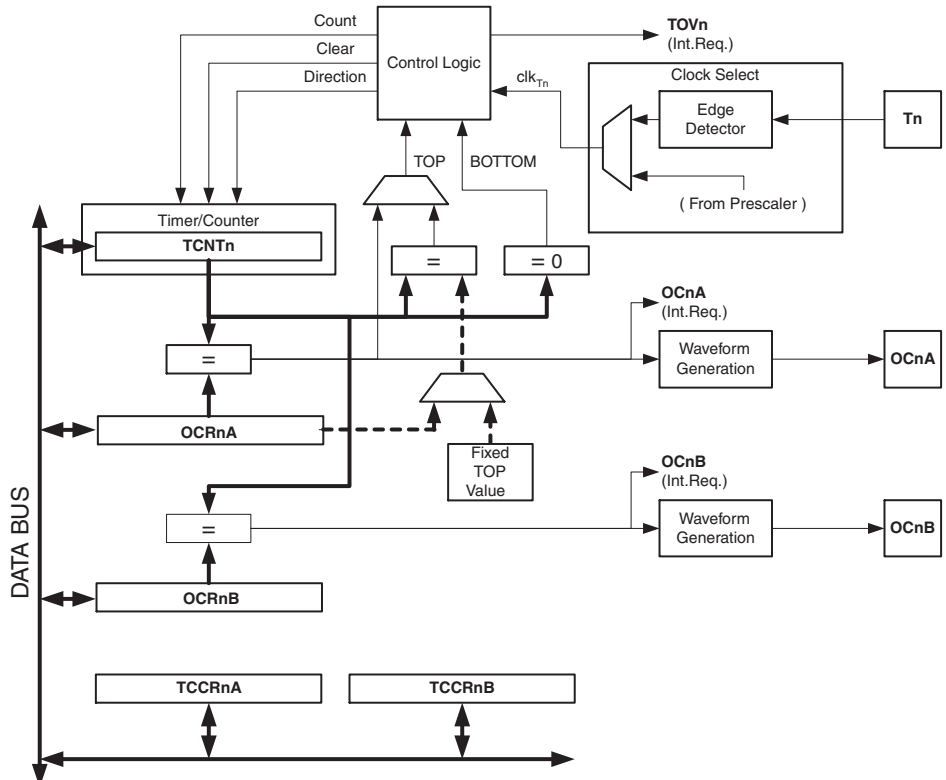 Count
Clear
Direction
Control Logic
TOVn
(Int.Req.)
clkTn
Clock Select
Edge
Detector
Tn
( From Prescaler )
TOP
BOTTOM
Timer/Counter
TCNTn
=
= 0
OCnA
(Int.Req.)
=
Waveform
Generation
OCnA
OCRnA
Fixed
TOP
Value
OCnB
(Int.Req.)
=
Waveform
Generation
OCnB
OCRnB
DATA BUS
TCCRnA
TCCRnB